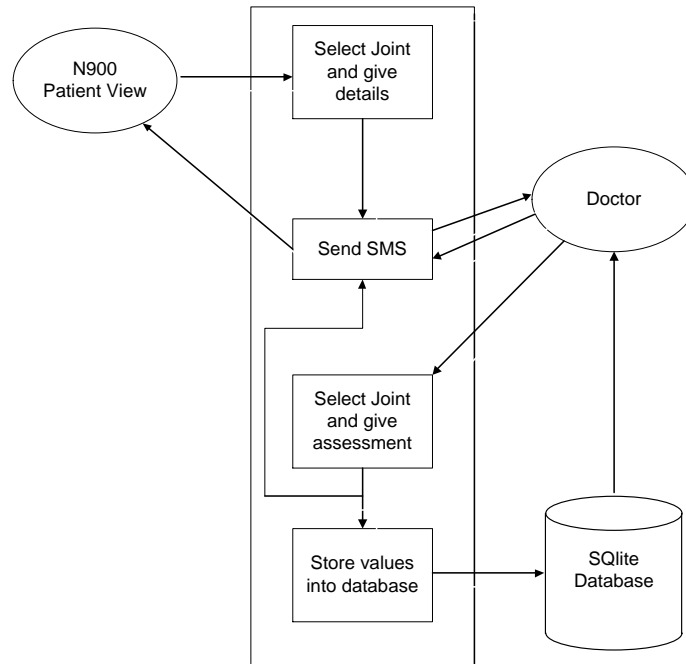 N900
Patient View
Select Joint
and give
details
Send SMS
Doctor
Select Joint
and give
assessment
Store values
into database
SQlite
Database